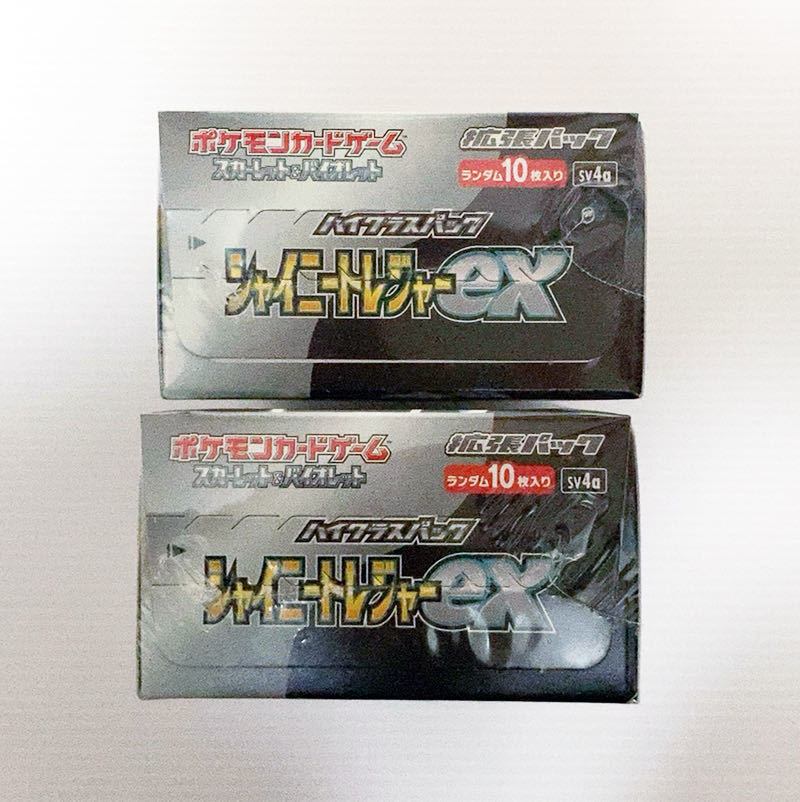 ポケモンカードゲーム
スカーレット&バイオレット
拡張パック
ランダム10枚入り sv4a
ハイクラスパック
シャイニートレジャーex
ポケモンカードゲーム
スカーレット&バイオレット
拡張パック
ランダム10枚入り sv4a
ハイクラスパック
シャイニートレジャーex